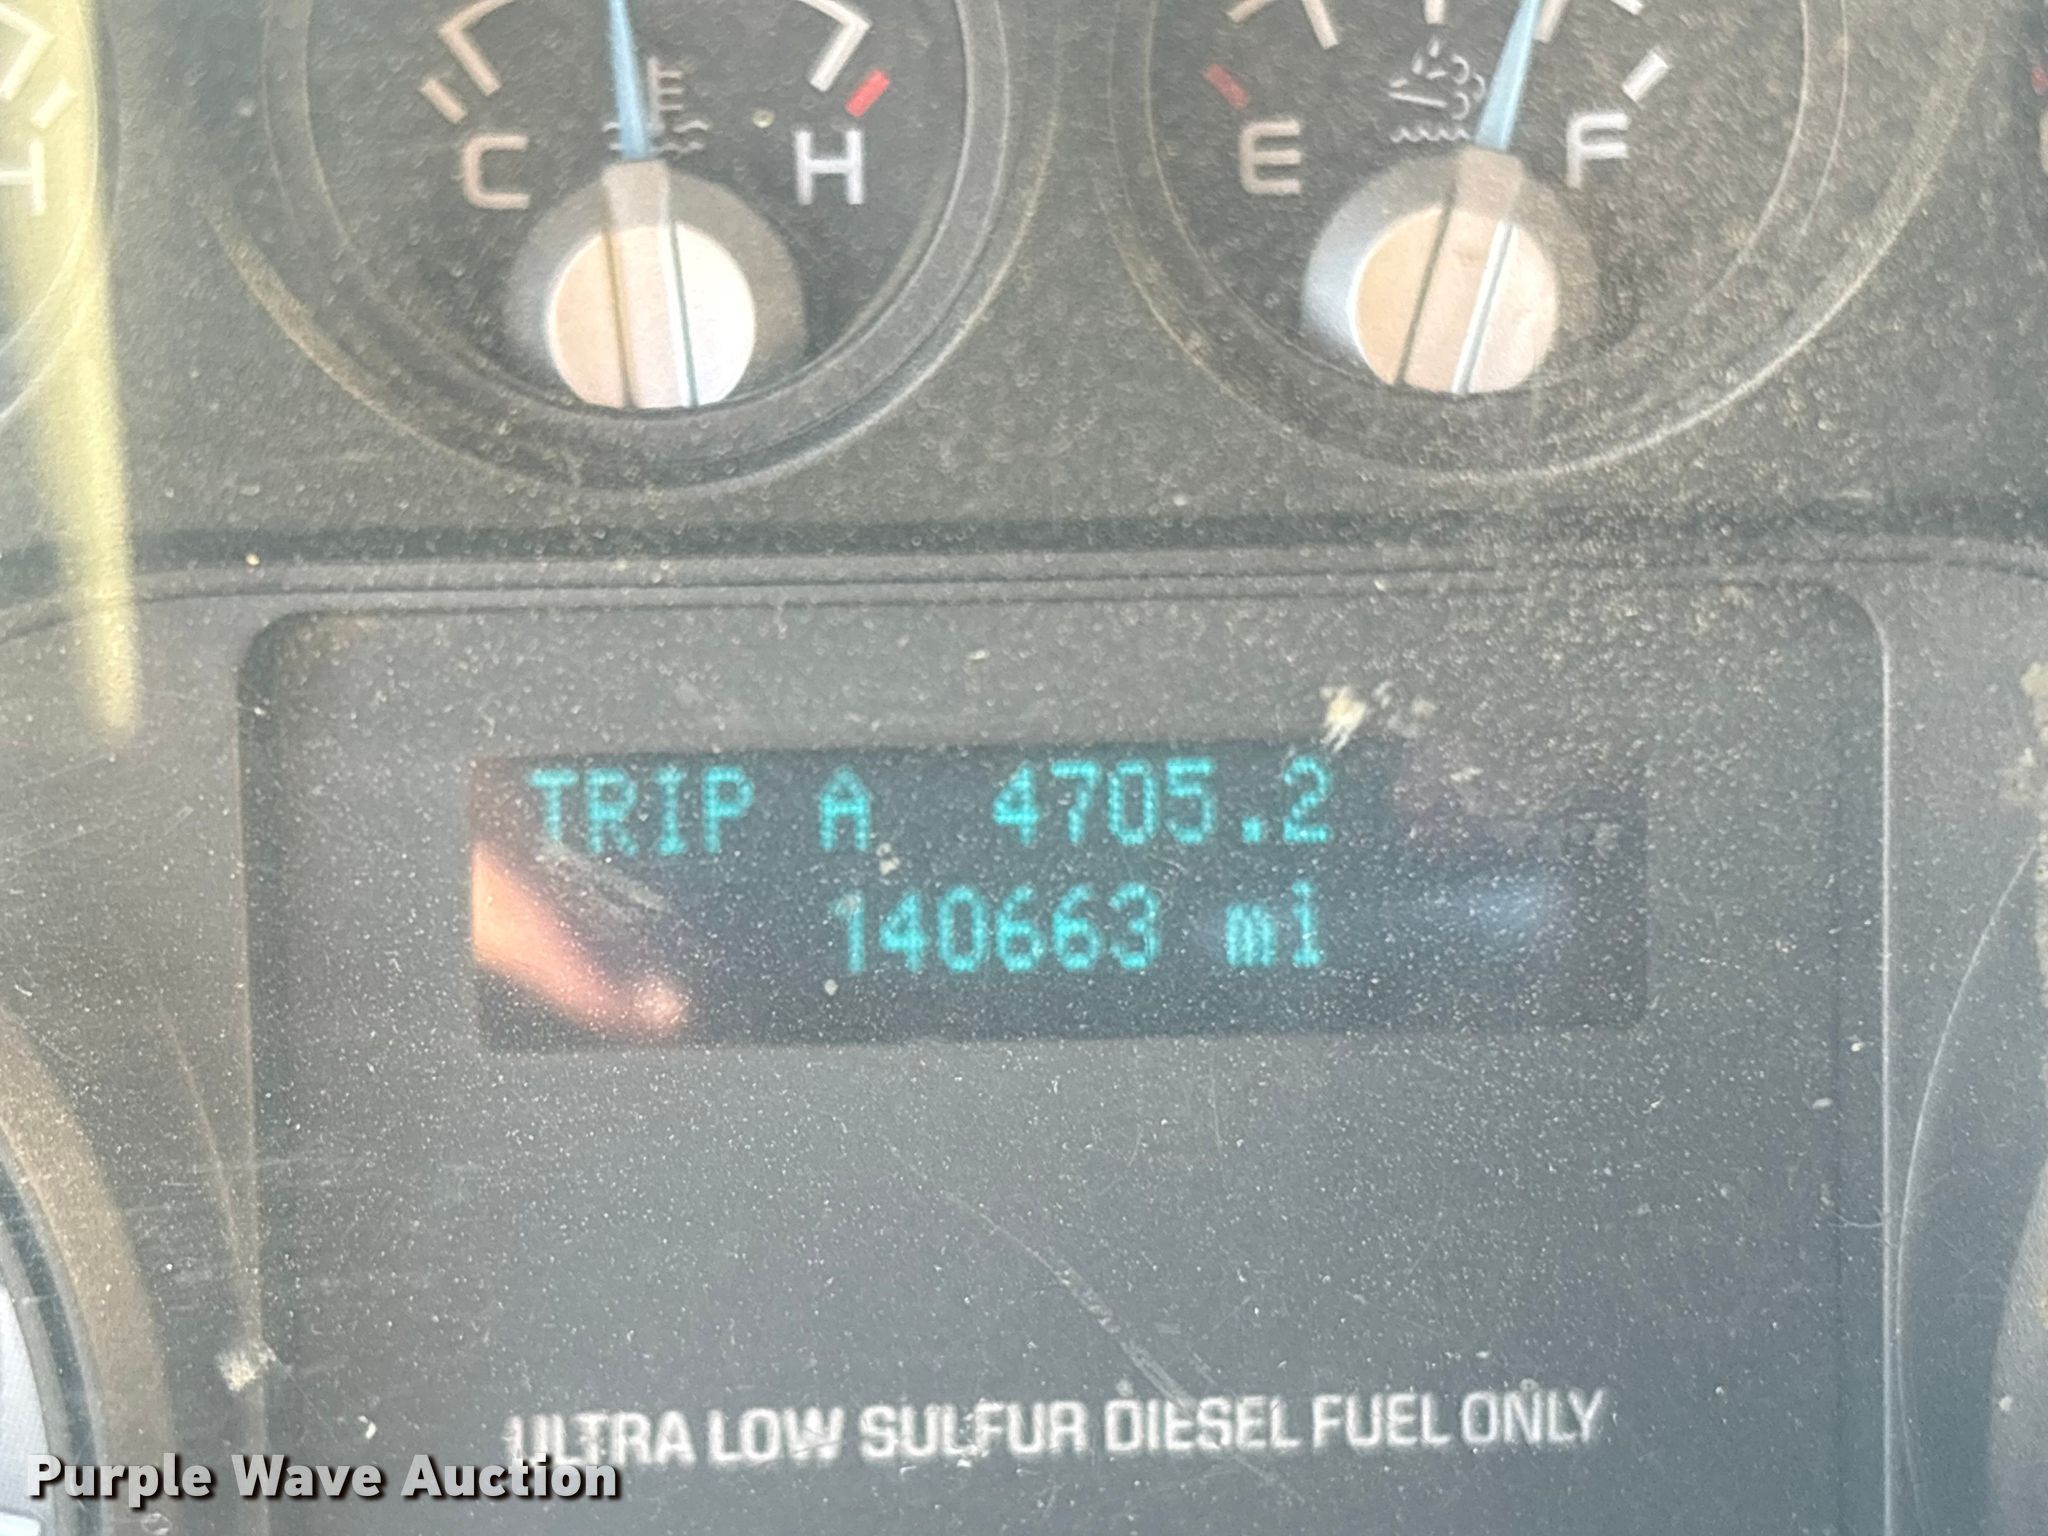 C H
E F
TRIP A 4705.2
140663 mi
ULTRA LOW SULFUR DIESEL FUEL ONLY
Purple Wave Auction